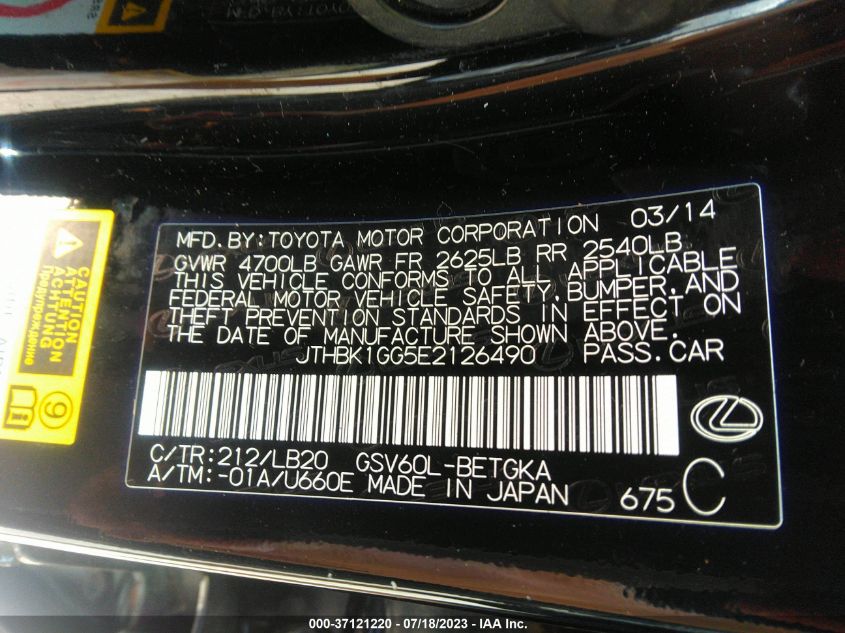 MFD. BY: TOYOTA MOTOR CORPORATION 03/14
GVWR 4700LB GAWR FR 2625LB RR 2540LB
THIS VEHICLE CONFORMS TO ALL APPLICABLE
FEDERAL MOTOR VEHICLE SAFETY, BUMPER, AND
THEFT PREVENTION STANDARDS IN EFFECT ON
THE DATE OF MANUFACTURE SHOWN ABOVE.
JTHBK1GG5E2126490 PASS. CAR
C/TR: 212/LB20 GSV60L-BETGKA
A/TM: -01A/U660E MADE IN JAPAN 675 C
CAUTION
ATTENTION
ACHTUNG
Предупреждение
9
000-37121220 - 07/18/2023 - IAA Inc.